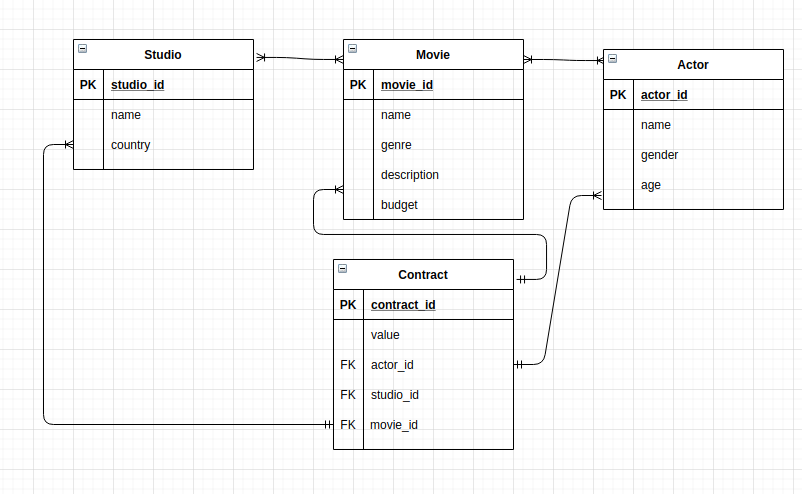 Studio
PK studio_id
name
country
Movie
PK movie_id
name
genre
description
budget
Actor
PK actor_id
name
gender
age
Contract
PK contract_id
value
FK actor_id
FK studio_id
FK movie_id